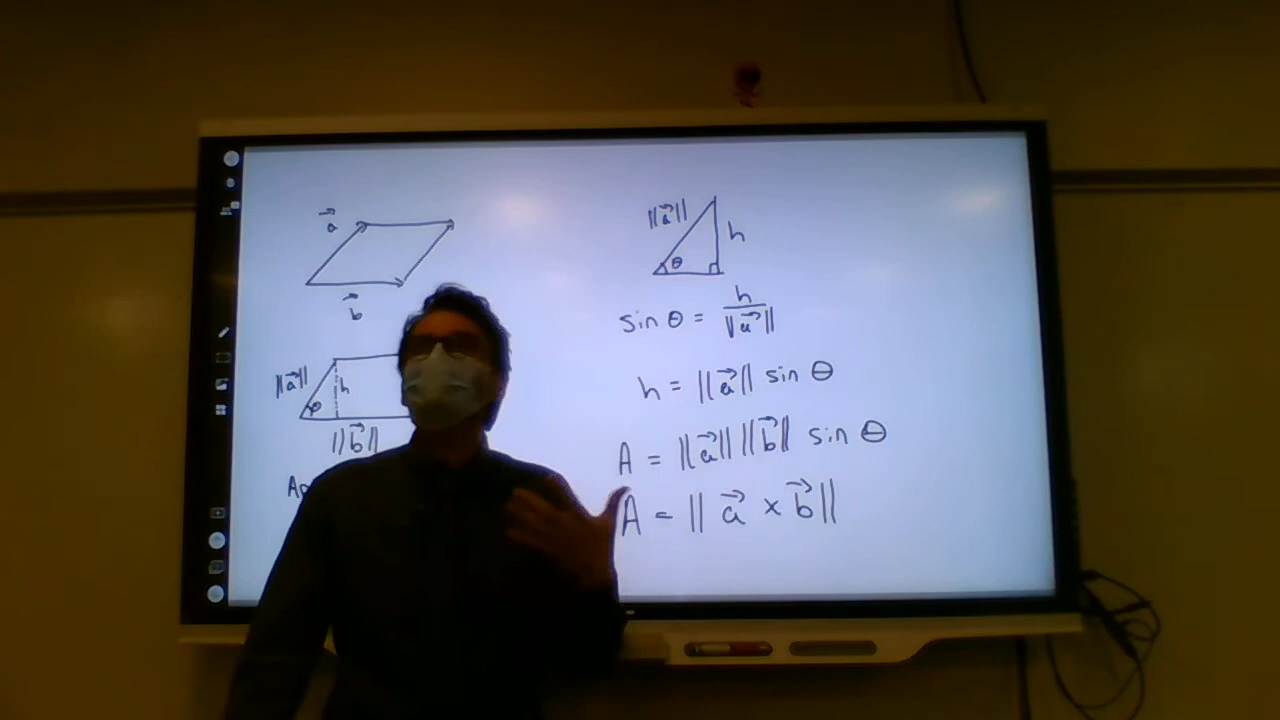 a⃗
b⃗
||a⃗||
h
θ
||b⃗||
||a⃗||
h
θ
sin θ = h / ||a⃗||
h = ||a⃗|| sin θ
A = ||a⃗|| ||b⃗|| sin θ
A = || a⃗ × b⃗ ||